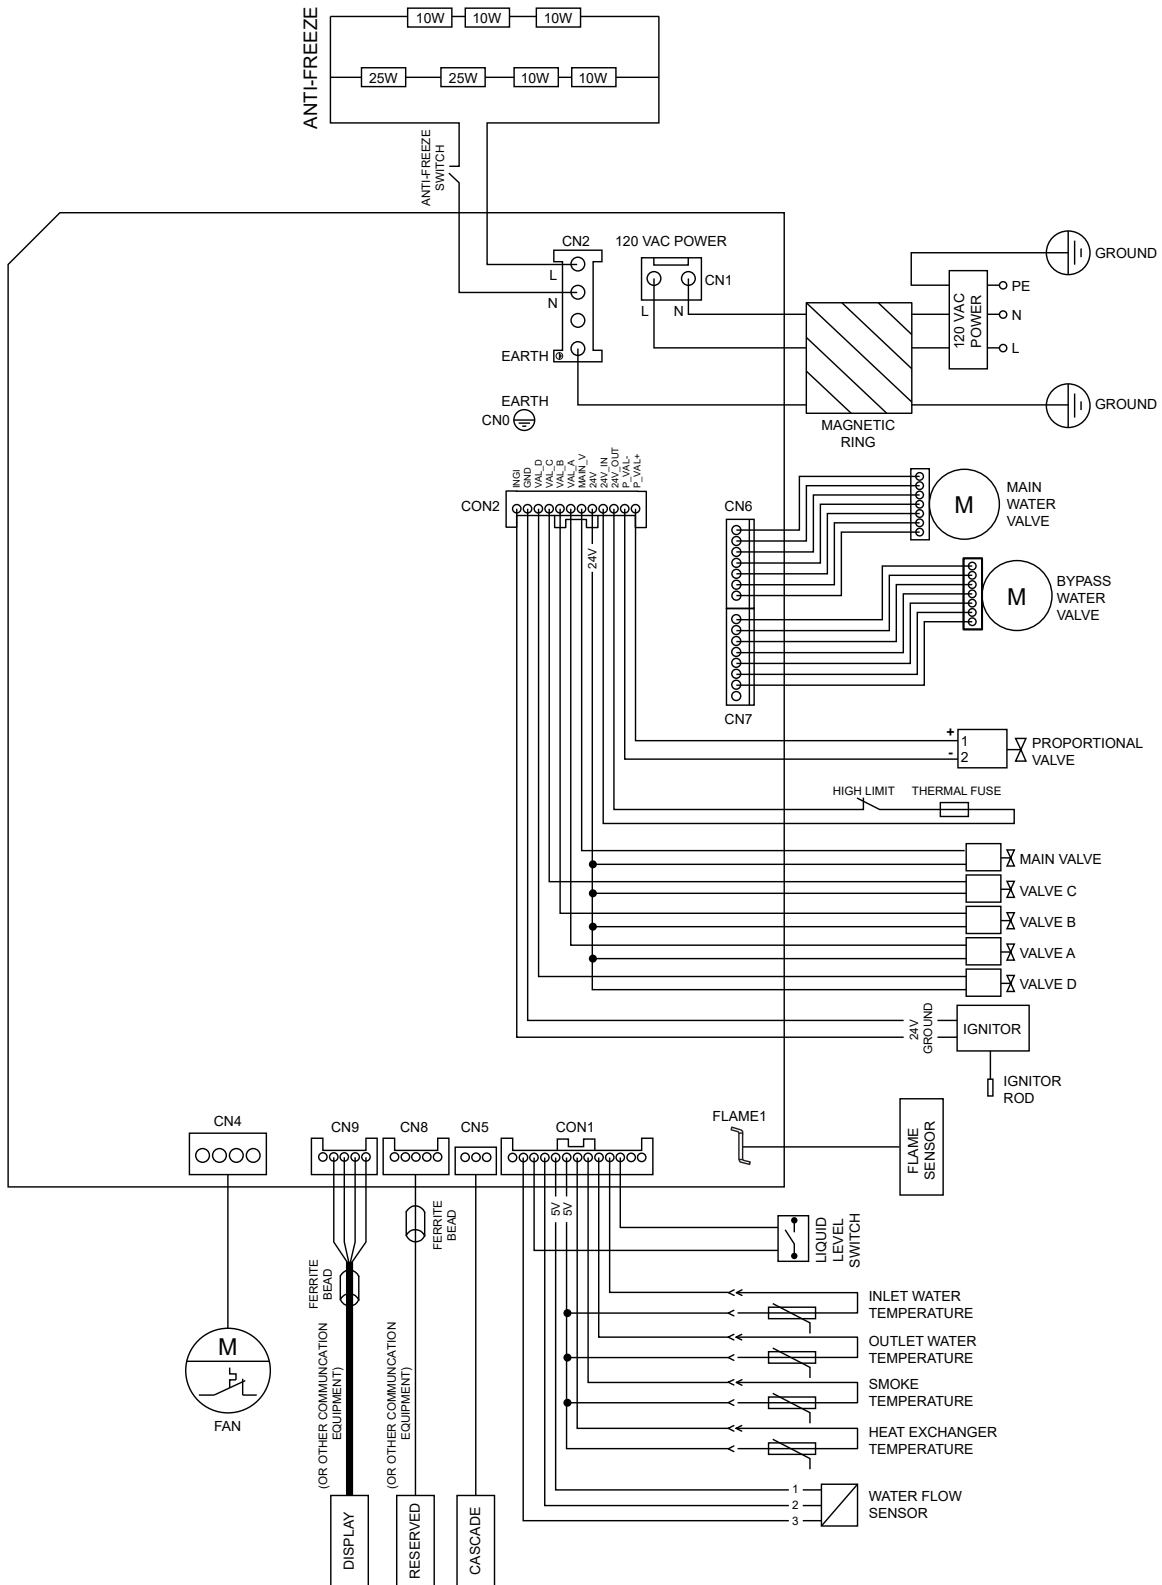 ANTI-FREEZE
10W
10W
10W
25W
25W
10W
10W
ANTI-FREEZE
SWITCH
CN2
L
N
EARTH
EARTH
CN0
120 VAC POWER
CN1
L
N
MAGNETIC
RING
120 VAC
POWER
GROUND
PE
N
L
GROUND
CON2
INGI
GND
VAL_D
VAL_C
VAL_B
VAL_A
MAIN_V
24V
24V_IN
24V_OUT
P_VAL-
P_VAL+
24V
CN6
CN7
M
MAIN
WATER
VALVE
M
BYPASS
WATER
VALVE
+
-
1
2
PROPORTIONAL
VALVE
HIGH LIMIT
THERMAL FUSE
MAIN VALVE
VALVE C
VALVE B
VALVE A
VALVE D
24V
GROUND
IGNITOR
IGNITOR
ROD
CN4
CN9
CN8
CN5
CON1
FLAME1
FLAME
SENSOR
5V
5V
LIQUID
LEVEL
SWITCH
FERRITE
BEAD
FERRITE
BEAD
INLET WATER
TEMPERATURE
OUTLET WATER
TEMPERATURE
SMOKE
TEMPERATURE
HEAT EXCHANGER
TEMPERATURE
1
2
3
WATER FLOW
SENSOR
M
FAN
(OR OTHER COMMUNCATION
EQUIPMENT)
(OR OTHER COMMUNCATION
EQUIPMENT)
DISPLAY
RESERVED
CASCADE